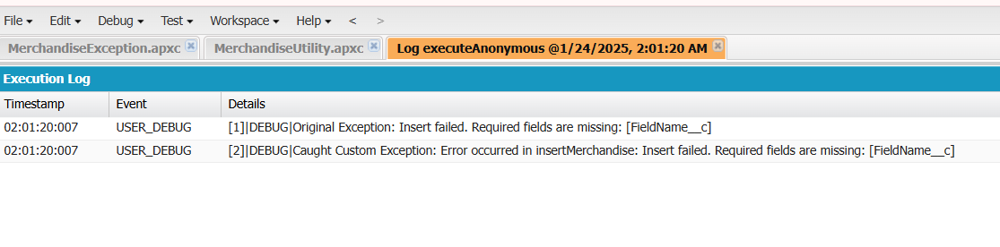 File Edit Debug Test Workspace Help < >
MerchandiseException.apxc MerchandiseUtility.apxc Log executeAnonymous @1/24/2025, 2:01:20 AM
Execution Log
Timestamp Event Details
02:01:20:007 USER_DEBUG [1]|DEBUG|Original Exception: Insert failed. Required fields are missing: [FieldName__c]
02:01:20:007 USER_DEBUG [2]|DEBUG|Caught Custom Exception: Error occurred in insertMerchandise: Insert failed. Required fields are missing: [FieldName__c]